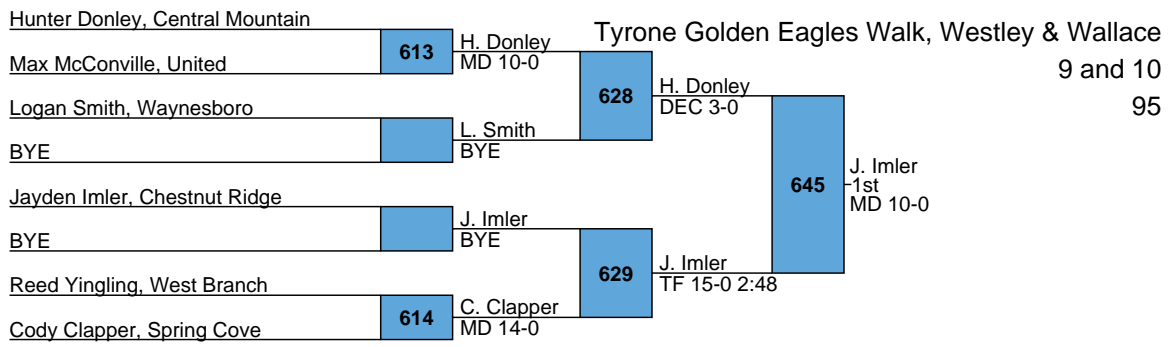 Tyrone Golden Eagles Walk, Westley & Wallace
9 and 10
95
Hunter Donley, Central Mountain
Max McConville, United
Logan Smith, Waynesboro
BYE
Jayden Imler, Chestnut Ridge
BYE
Reed Yingling, West Branch
Cody Clapper, Spring Cove
613
614
H. Donley
MD 10-0
L. Smith
BYE
J. Imler
BYE
C. Clapper
MD 14-0
628
629
H. Donley
DEC 3-0
J. Imler
TF 15-0 2:48
645
J. Imler
1st
MD 10-0